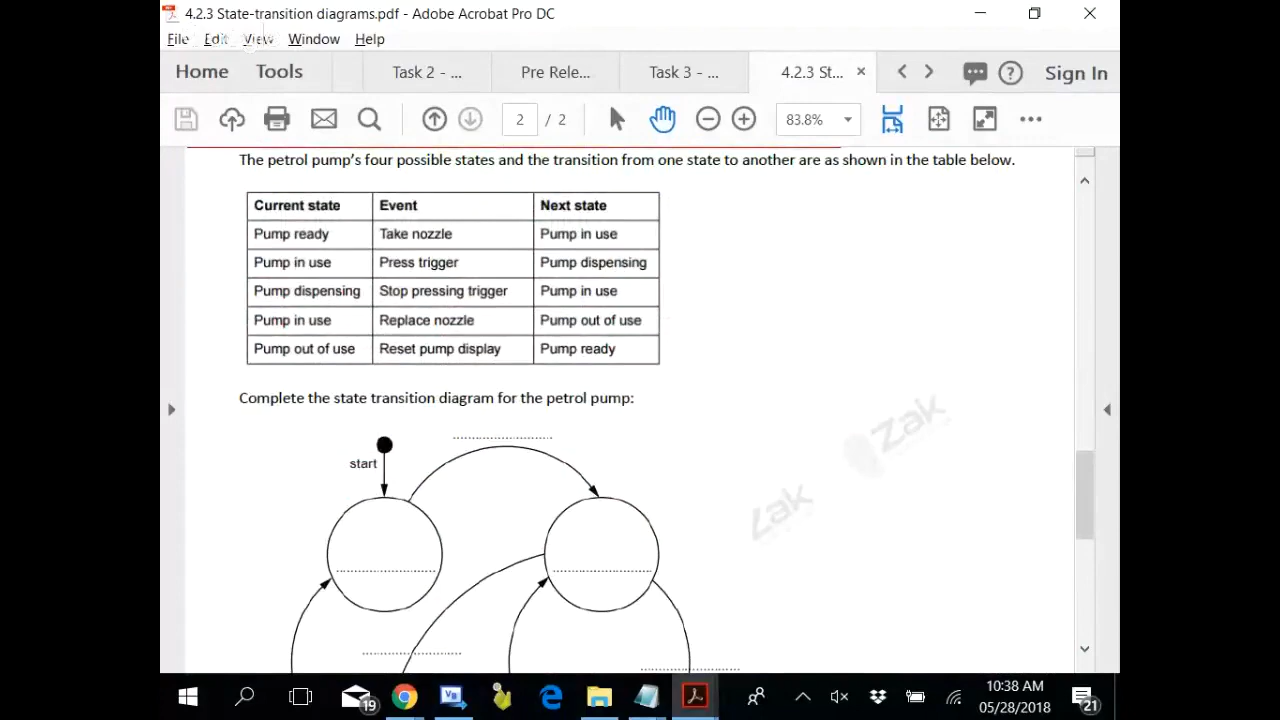 4.2.3 State-transition diagrams.pdf - Adobe Acrobat Pro DC
File Edit View Window Help
Home Tools Task 2 - ... Pre Rele... Task 3 - ... 4.2.3 St... × Sign In
2 / 2 83.8%
The petrol pump's four possible states and the transition from one state to another are as shown in the table below.
Current state Event Next state
Pump ready Take nozzle Pump in use
Pump in use Press trigger Pump dispensing
Pump dispensing Stop pressing trigger Pump in use
Pump in use Replace nozzle Pump out of use
Pump out of use Reset pump display Pump ready
Complete the state transition diagram for the petrol pump:
Zak
Zak
start
19
VB
10:38 AM
05/28/2018
21